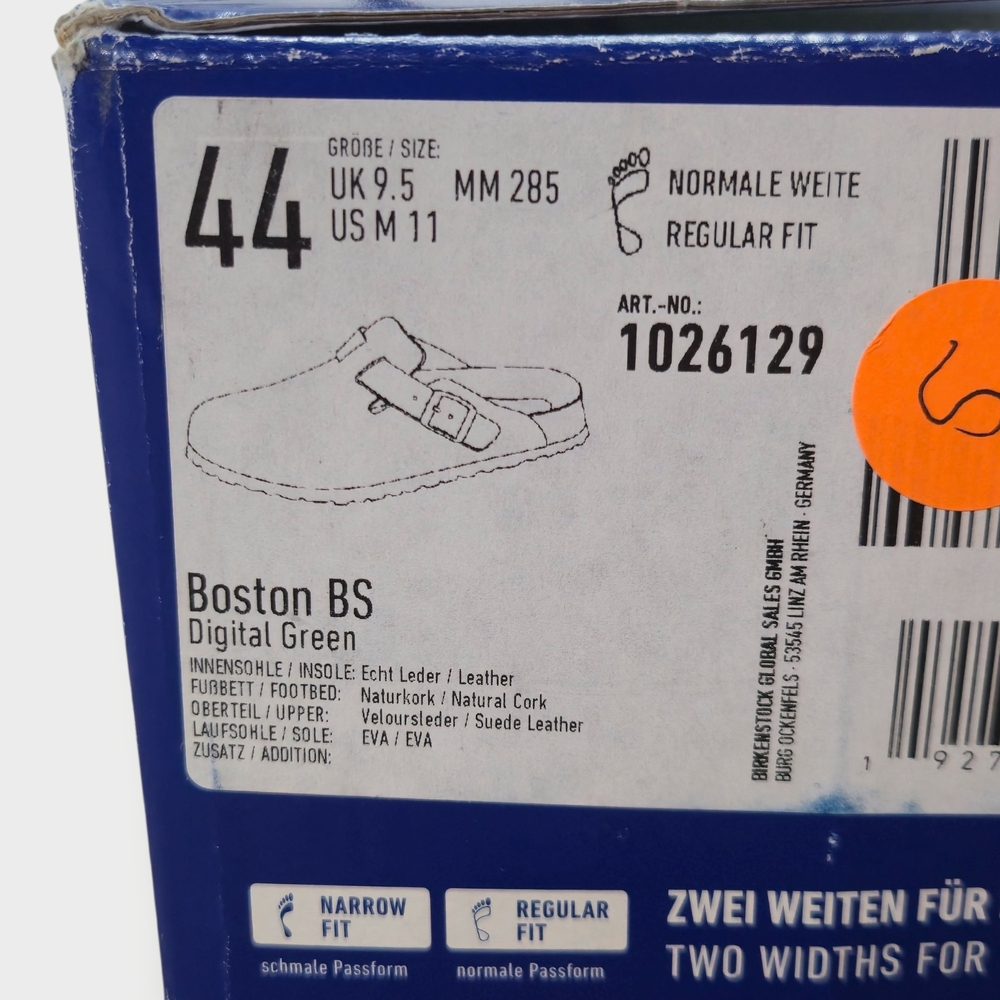 44
GRÖßE / SIZE:
UK 9.5 MM 285
US M 11
NORMALE WEITE
REGULAR FIT
ART.-NO.:
1026129
Boston BS
Digital Green
INNENSOHLE / INSOLE: Echt Leder / Leather
FUßBETT / FOOTBED: Naturkork / Natural Cork
OBERTEIL / UPPER: Veloursleder / Suede Leather
LAUFSOHLE / SOLE: EVA / EVA
ZUSATZ / ADDITION:
BIRKENSTOCK GLOBAL SALES GMBH
BURG OCKENFELS · 53545 LINZ AM RHEIN · GERMANY
1 927
NARROW
FIT
schmale Passform
REGULAR
FIT
normale Passform
ZWEI WEITEN FÜR
TWO WIDTHS FOR